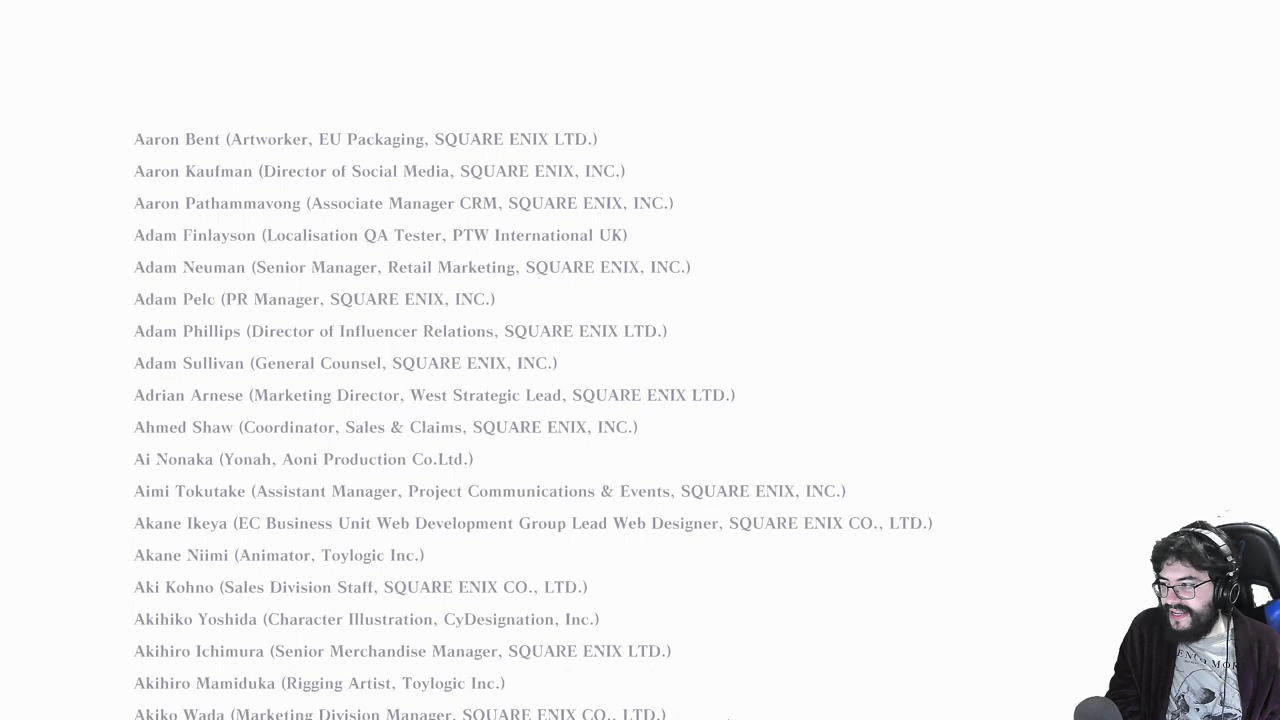 Aaron Bent (Artworker, EU Packaging, SQUARE ENIX LTD.)
Aaron Kaufman (Director of Social Media, SQUARE ENIX, INC.)
Aaron Pathammavong (Associate Manager CRM, SQUARE ENIX, INC.)
Adam Finlayson (Localisation QA Tester, PTW International UK)
Adam Neuman (Senior Manager, Retail Marketing, SQUARE ENIX, INC.)
Adam Pelc (PR Manager, SQUARE ENIX, INC.)
Adam Phillips (Director of Influencer Relations, SQUARE ENIX LTD.)
Adam Sullivan (General Counsel, SQUARE ENIX, INC.)
Adrian Arnese (Marketing Director, West Strategic Lead, SQUARE ENIX LTD.)
Ahmed Shaw (Coordinator, Sales & Claims, SQUARE ENIX, INC.)
Ai Nonaka (Yonah, Aoni Production Co.Ltd.)
Aimi Tokutake (Assistant Manager, Project Communications & Events, SQUARE ENIX, INC.)
Akane Ikeya (EC Business Unit Web Development Group Lead Web Designer, SQUARE ENIX CO., LTD.)
Akane Niimi (Animator, Toylogic Inc.)
Aki Kohno (Sales Division Staff, SQUARE ENIX CO., LTD.)
Akihiko Yoshida (Character Illustration, CyDesignation, Inc.)
Akihiro Ichimura (Senior Merchandise Manager, SQUARE ENIX LTD.)
Akihiro Mamiduka (Rigging Artist, Toylogic Inc.)
Akiko Wada (Marketing Division Manager, SQUARE ENIX CO., LTD.)